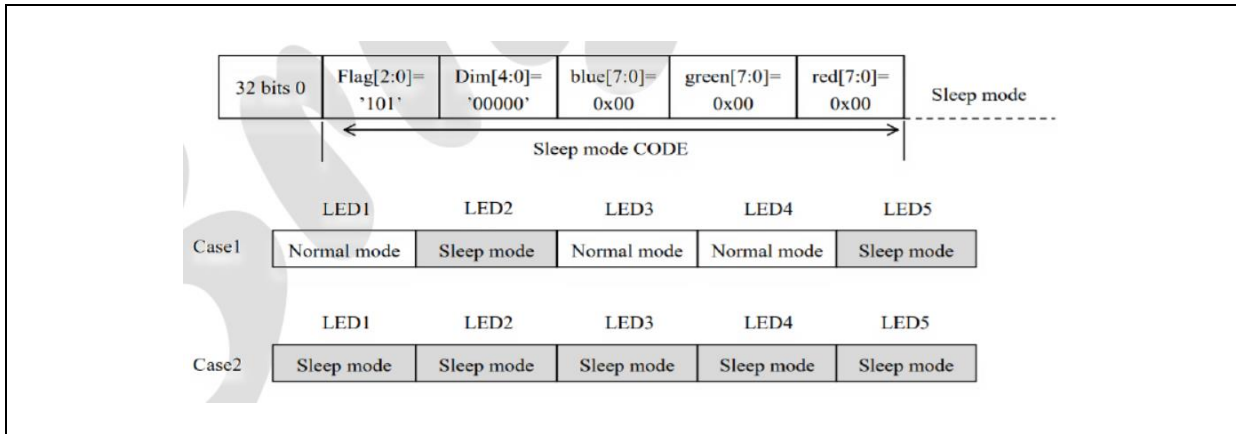 32 bits 0 Flag[2:0]= Dim[4:0]= blue[7:0]= green[7:0]= red[7:0]= Sleep mode
’101’ ’00000’ 0x00 0x00 0x00
Sleep mode CODE
LED1 LED2 LED3 LED4 LED5
Case1 Normal mode Sleep mode Normal mode Normal mode Sleep mode
LED1 LED2 LED3 LED4 LED5
Case2 Sleep mode Sleep mode Sleep mode Sleep mode Sleep mode